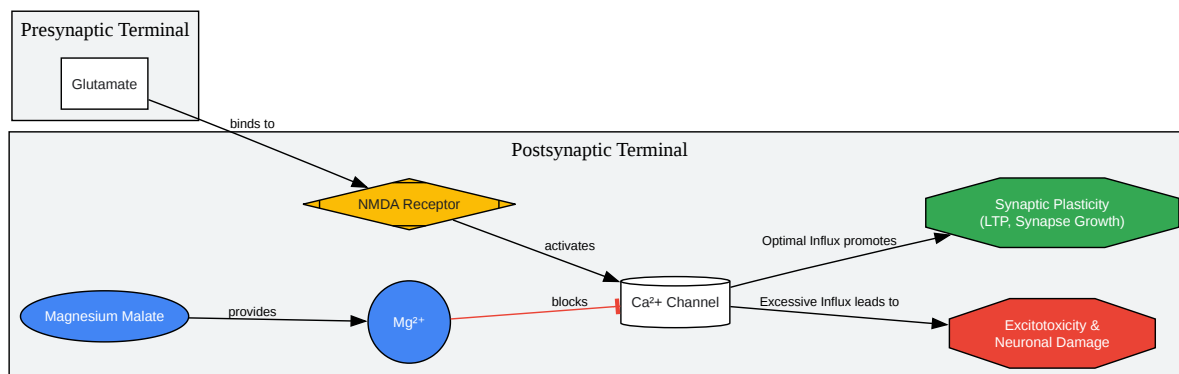 Presynaptic Terminal
Glutamate
binds to
Postsynaptic Terminal
NMDA Receptor
activates
Magnesium Malate
provides
Mg²⁺
blocks
Ca²+ Channel
Optimal Influx promotes
Synaptic Plasticity
(LTP, Synapse Growth)
Excessive Influx leads to
Excitotoxicity &
Neuronal Damage